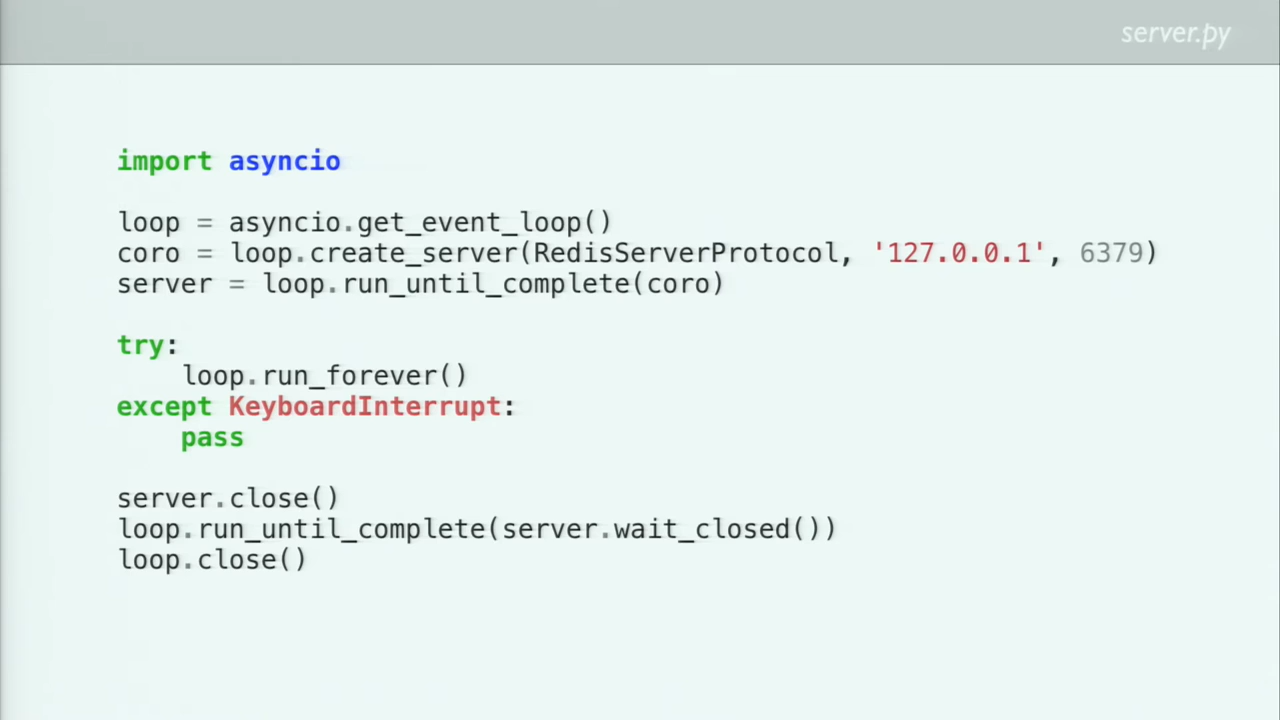 server.py
import asyncio
loop = asyncio.get_event_loop()
coro = loop.create_server(RedisServerProtocol, '127.0.0.1', 6379)
server = loop.run_until_complete(coro)
try:
    loop.run_forever()
except KeyboardInterrupt:
    pass
server.close()
loop.run_until_complete(server.wait_closed())
loop.close()